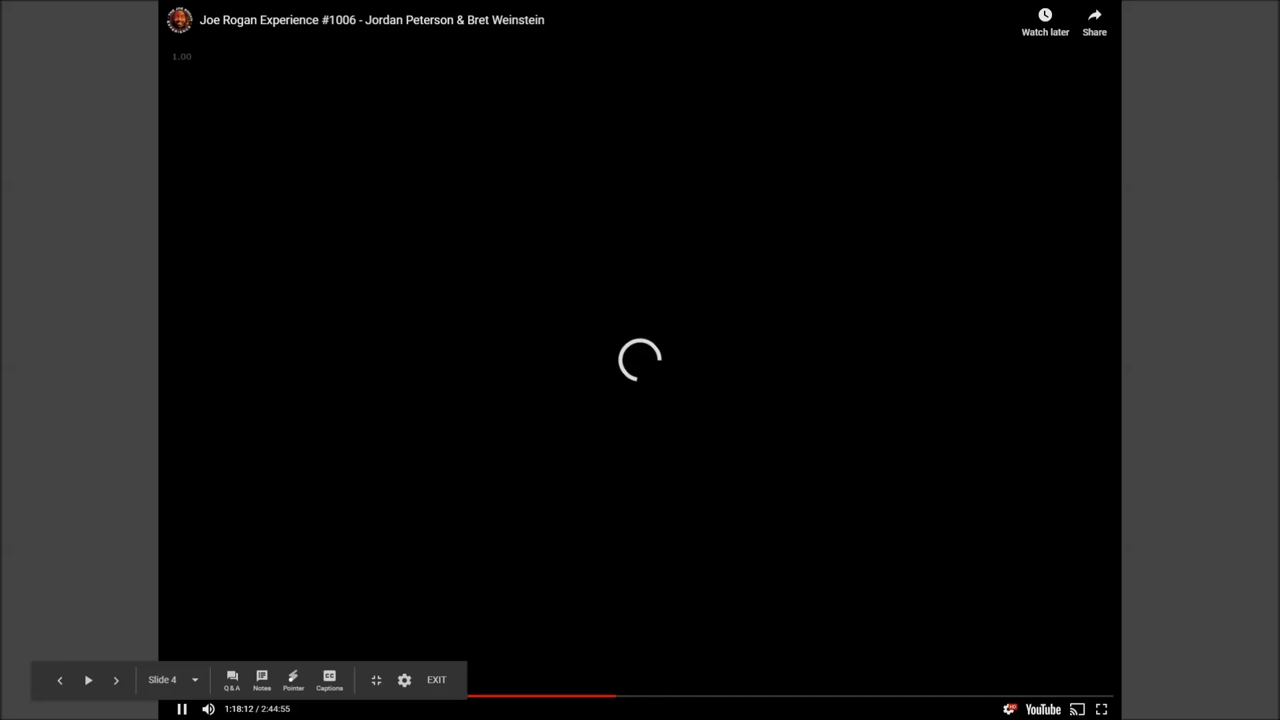 Joe Rogan Experience #1006 - Jordan Peterson & Bret Weinstein
Watch later
Share
1.00
Slide 4
Q & A
Notes
Pointer
Captions
EXIT
1:18:12 / 2:44:55
HD
YouTube